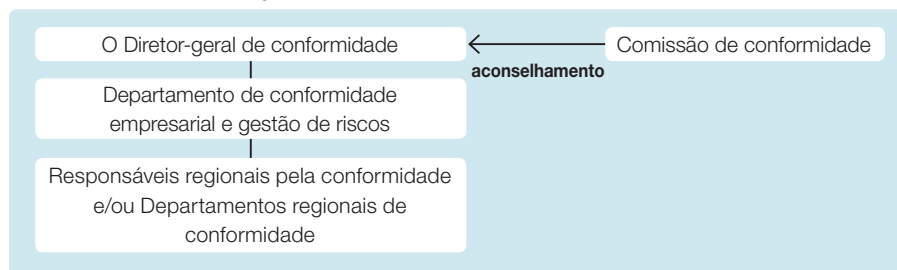 O Diretor-geral de conformidade
Comissão de conformidade
aconselhamento
Departamento de conformidade
empresarial e gestão de riscos
Responsáveis regionais pela conformidade
e/ou Departamentos regionais de
conformidade